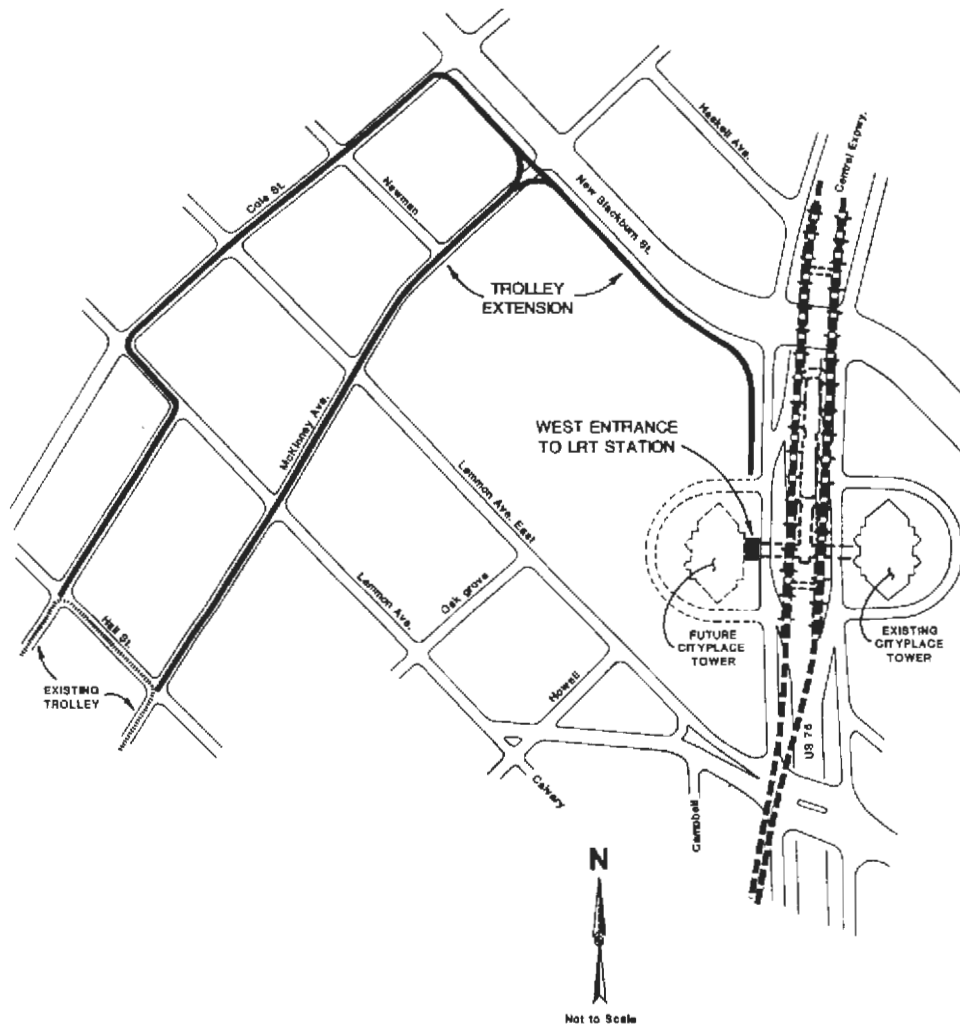 Haskell Ave.
Central Expwy.
Cole St.
Newman
New Blackburn St.
TROLLEY
EXTENSION
McKinney Ave.
WEST ENTRANCE
TO LRT STATION
Lemmon Ave. East
Lemmon Ave.
Oak grove
Hall St.
FUTURE
CITYPLACE
TOWER
EXISTING
CITYPLACE
TOWER
EXISTING
TROLLEY
Howell
US 75
Calvary
Campbell
N
Not to Scale